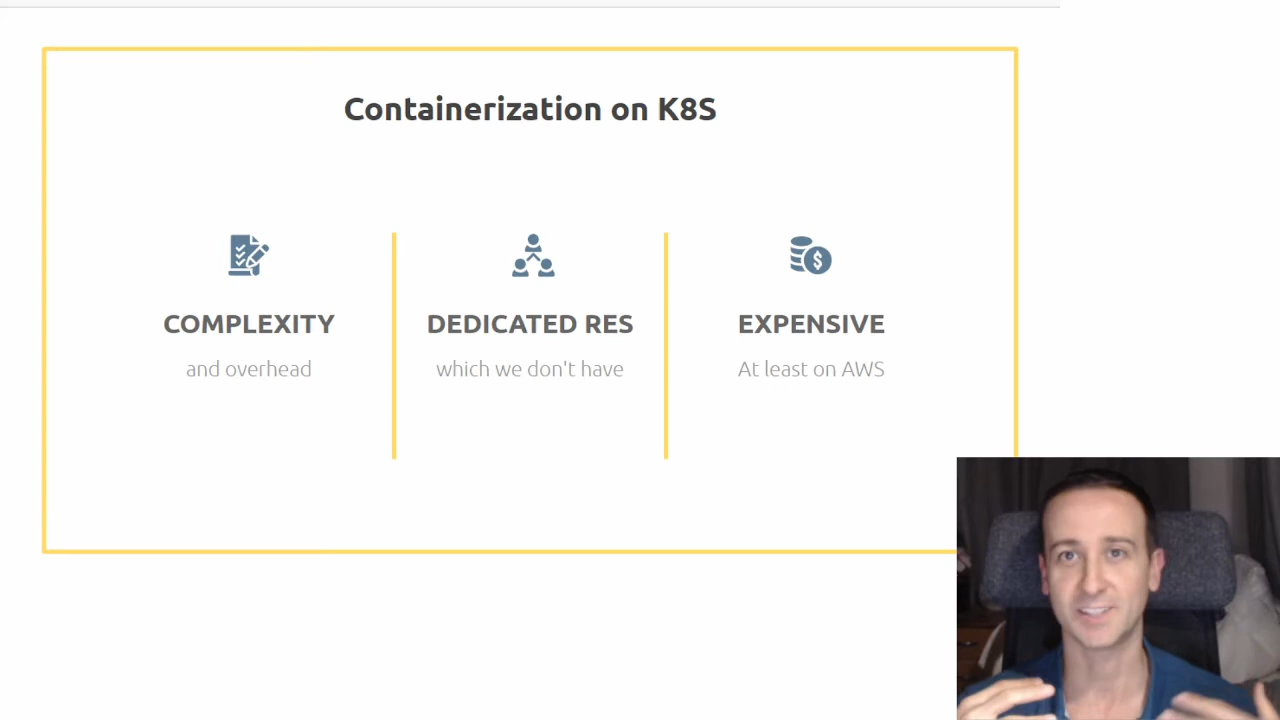 Containerization on K8S
COMPLEXITY
and overhead
DEDICATED RES
which we don't have
EXPENSIVE
At least on AWS